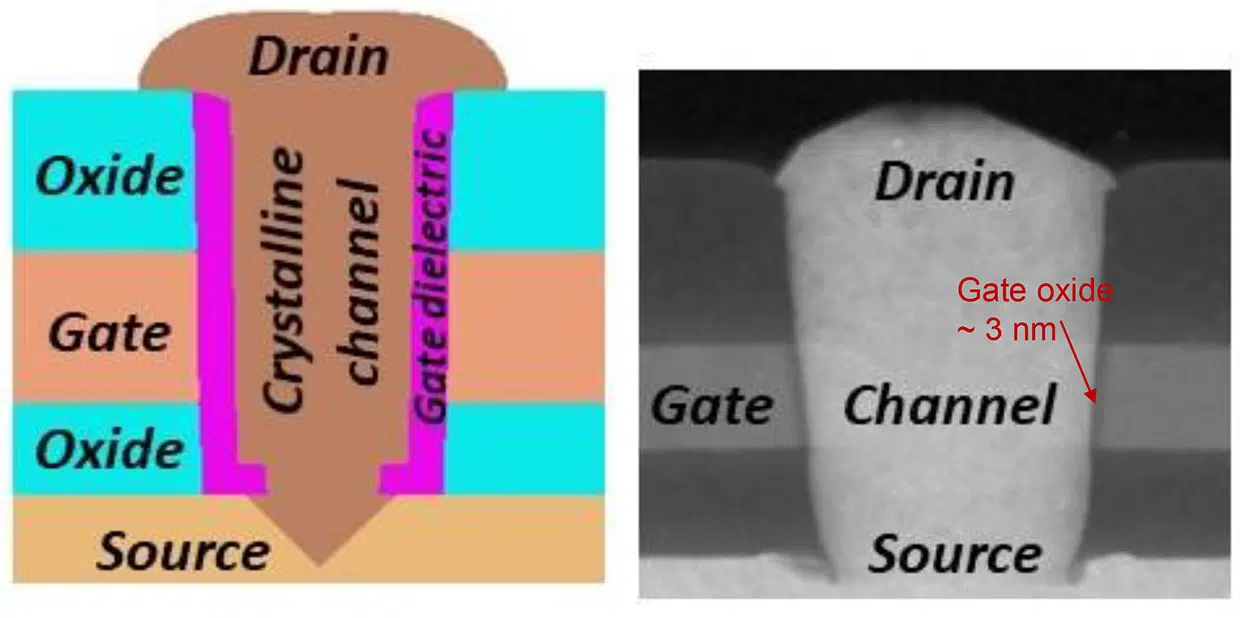 Drain
Oxide
Crystalline
channel
Gate dielectric
Gate
Oxide
Source
Drain
Gate oxide
~ 3 nm
Gate
Channel
Source